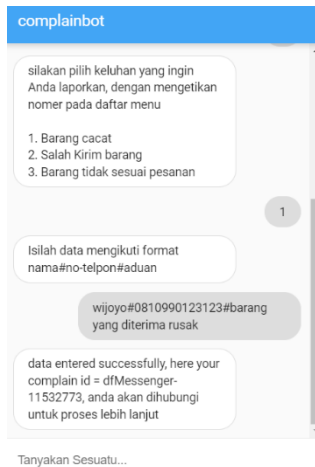 complainbot
silakan pilih keluhan yang ingin
Anda laporkan, dengan mengetikan
nomer pada daftar menu
1. Barang cacat
2. Salah Kirim barang
3. Barang tidak sesuai pesanan
1
Isilah data mengikuti format
nama#no-telpon#aduan
wijoyo#0810990123123#barang
yang diterima rusak
data entered successfully, here your
complain id = dfMessenger-
11532773, anda akan dihubungi
untuk proses lebih lanjut
Tanyakan Sesuatu...